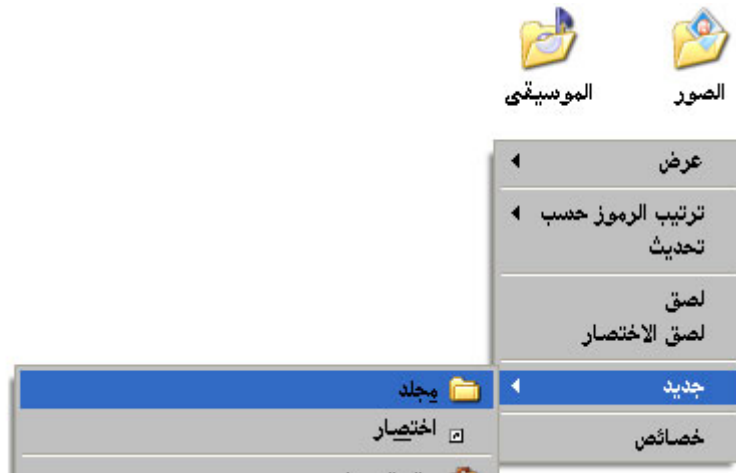 الصور
الموسيقى
عرض
ترتيب الرموز حسب
تحديث
لصق
لصق الاختصار
جديد
خصائص
مجلد
اختصار